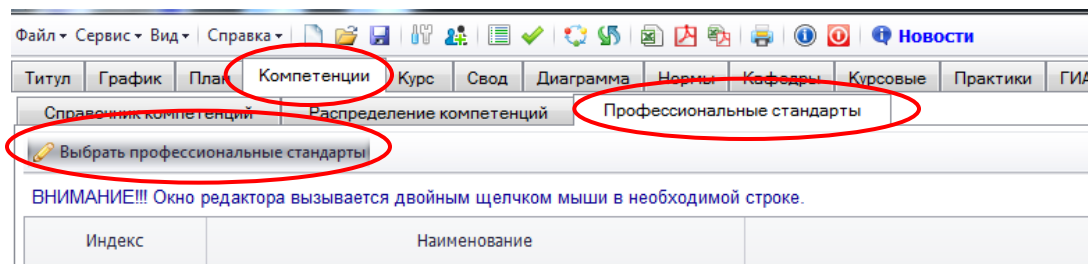 Файл Сервис Вид Справка Новости
Титул График План Компетенции Курс Свод Диаграмма Нормы Кафедры Курсовые Практики ГИА
Справочник компетенций Распределение компетенций Профессиональные стандарты
Выбрать профессиональные стандарты
ВНИМАНИЕ!!! Окно редактора вызывается двойным щелчком мыши в необходимой строке.
Индекс Наименование